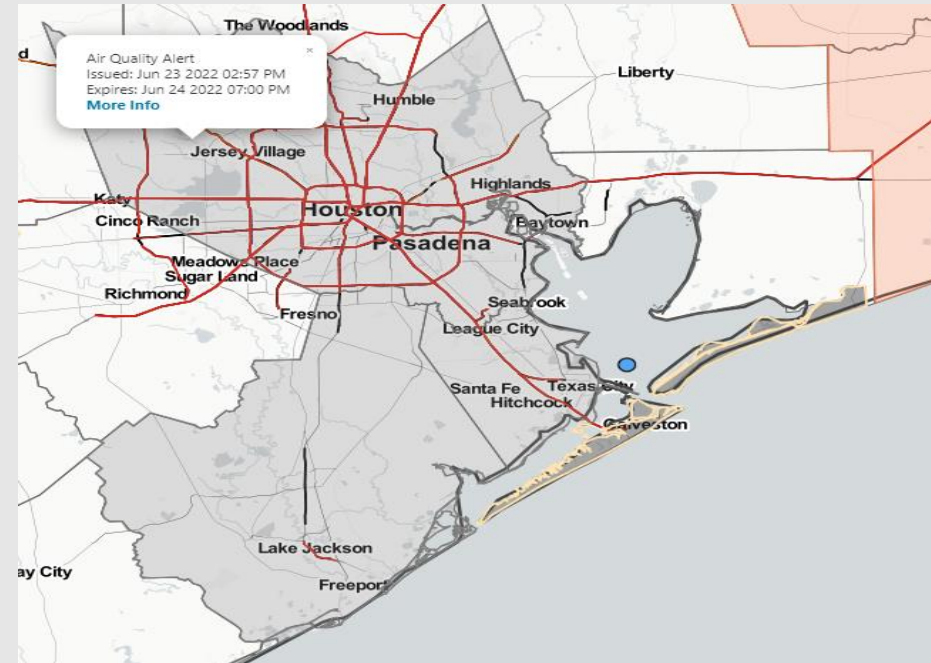 The Woodlands
d
Air Quality Alert
Issued: Jun 23 2022 02:57 PM
Expires: Jun 24 2022 07:00 PM
More Info
×
Liberty
Humble
Jersey Village
Highlands
Katy
Houston
Cinco Ranch
Baytown
Pasadena
Meadows Place
Sugar Land
Richmond
Seabrook
Fresno
League City
Santa Fe
Texas City
Hitchcock
Galveston
Lake Jackson
ay City
Freeport